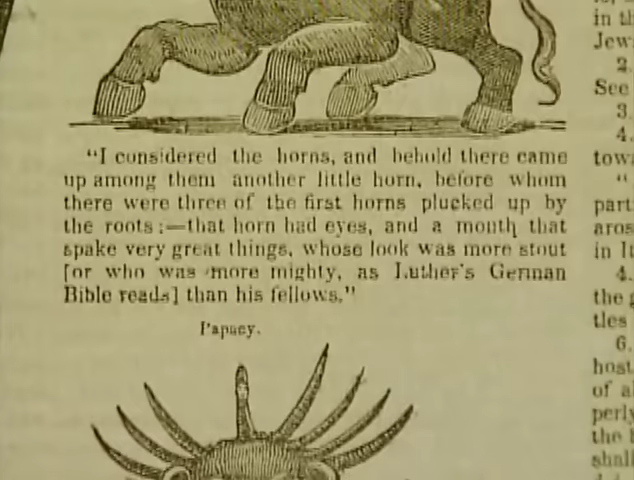 "I considered the horns, and behold there came
up among them another little horn, before whom
there were three of the first horns plucked up by
the roots:—that horn had eyes, and a mouth that
spake very great things, whose look was more stout
[or who was more mighty, as Luther's German
Bible reads] than his fellows."
Papacy.
in th
Jew
2
See
3.
4.
tow
"
part
aros
in It
4.
the g
tles
6.
host
of al
perly
the
shall